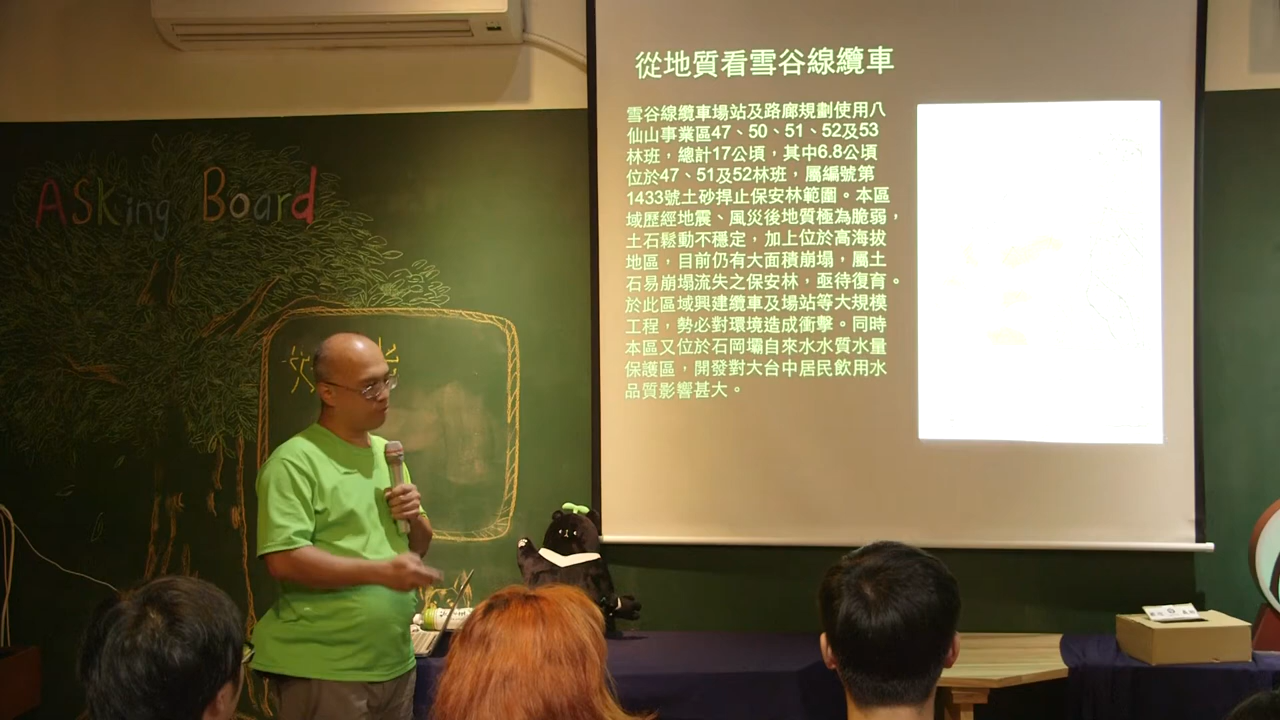 從地質看雪谷線纜車
雪谷線纜車場站及路廊規劃使用八
仙山事業區47、50、51、52及53
林班，總計17公頃，其中6.8公頃
位於47、51及52林班，屬編號第
1433號土砂捍止保安林範圍。本區
域歷經地震、風災後地質極為脆弱，
土石鬆動不穩定，加上位於高海拔
地區，目前仍有大面積崩塌，屬土
石易崩塌流失之保安林，亟待復育。
於此區域興建纜車及場站等大規模
工程，勢必對環境造成衝擊。同時
本區又位於石岡壩自來水水質水量
保護區，開發對大台中居民飲用水
品質影響甚大。
ASKing Board